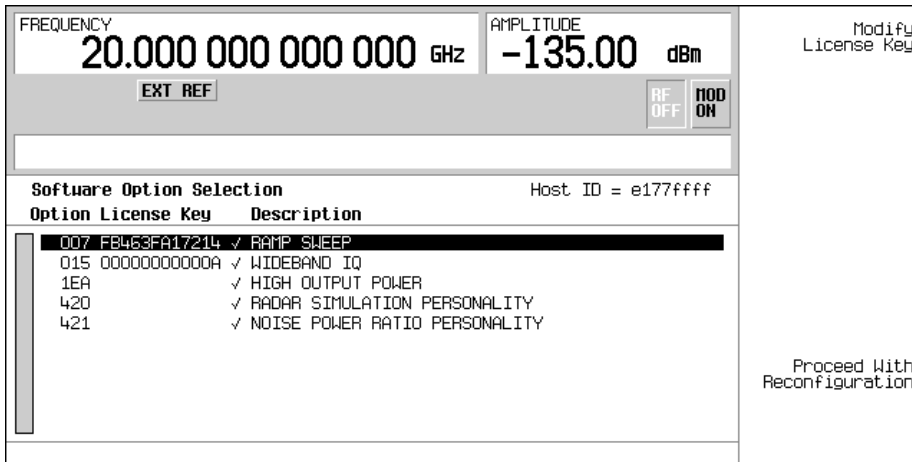 FREQUENCY
20.000 000 000 000 GHz
AMPLITUDE
-135.00 dBm
Modify
License Key
EXT REF
RF
OFF
MOD
ON
Software Option Selection
Host ID = e177ffff
Option License Key Description
007 FB463FA17214 √ RAMP SWEEP
015 00000000000A √ WIDEBAND IQ
1EA √ HIGH OUTPUT POWER
420 √ RADAR SIMULATION PERSONALITY
421 √ NOISE POWER RATIO PERSONALITY
Proceed With
Reconfiguration